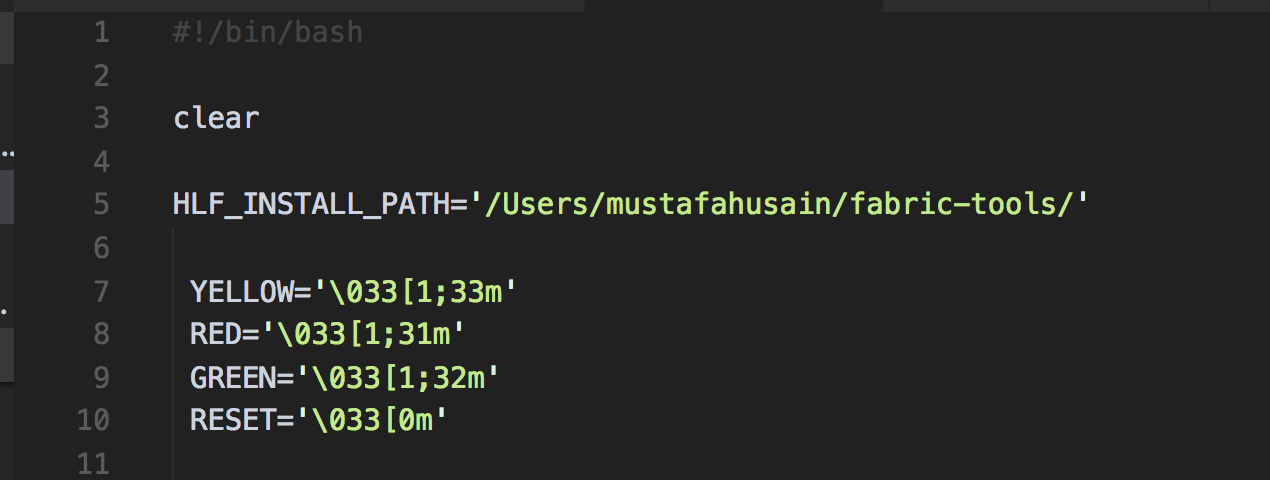 1 #!/bin/bash
2
3 clear
4
5 HLF_INSTALL_PATH='/Users/mustafahusain/fabric-tools/'
6
7 YELLOW='\033[1;33m'
8 RED='\033[1;31m'
9 GREEN='\033[1;32m'
10 RESET='\033[0m'
11